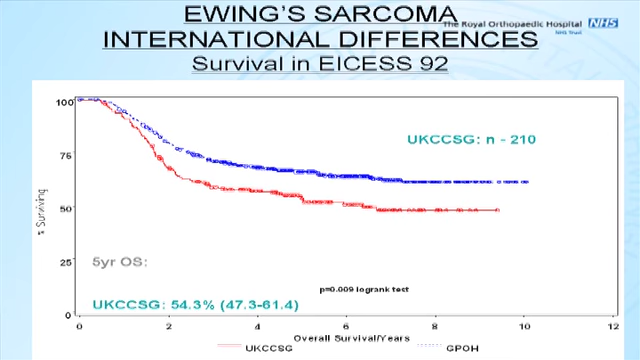 EWING'S SARCOMA
The Royal Orthopaedic Hospital NHS
NHS Trust
INTERNATIONAL DIFFERENCES
Survival in EICESS 92
100
75
50
25
0
% Surviving
UKCCSG: n - 210
5yr OS:
p=0.009 logrank test
UKCCSG: 54.3% (47.3-61.4)
0 2 4 6 8 10 12
Overall Survival/Years
UKCCSG GPOH